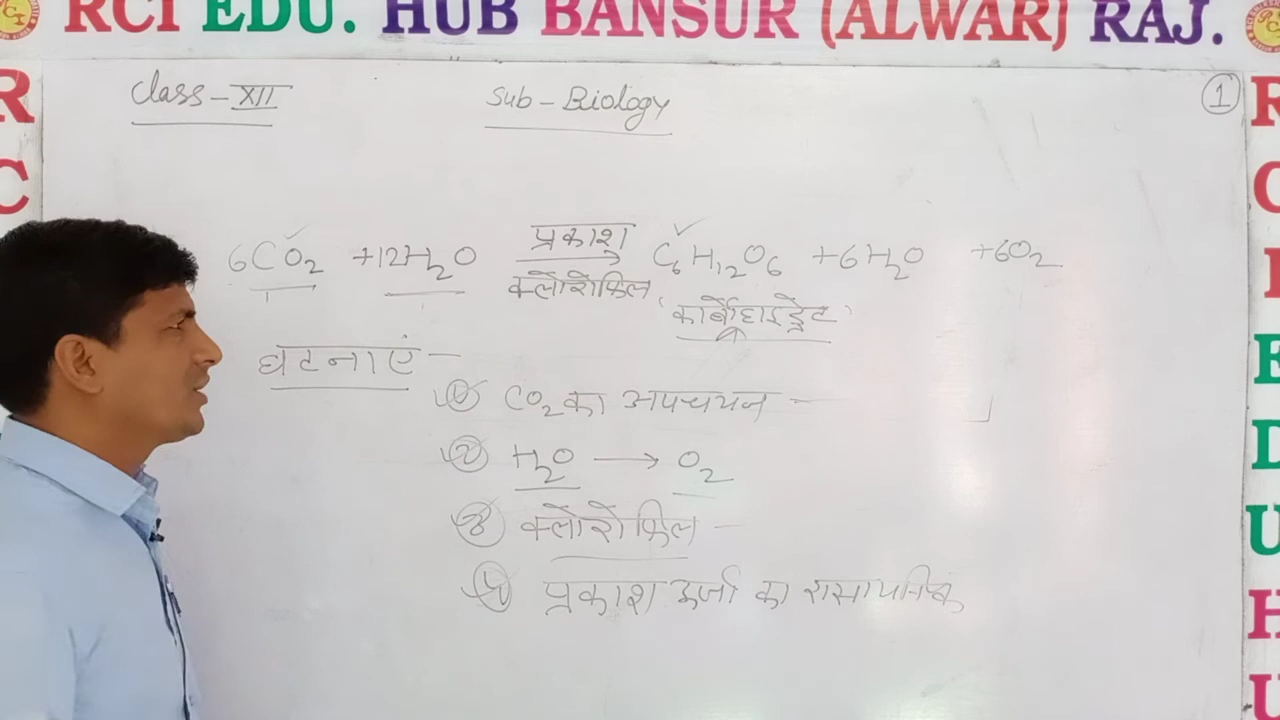 RCI EDU. HUB BANSUR (ALWAR) RAJ.
Class - XII
Sub - Biology
1
6CO2 + 12H2O प्रकाश क्लोरोफिल C6H12O6 + 6H2O + 6O2
'कार्बोहाइड्रेट'
घटनाएं -
1 CO2 का अपचयन -
2 H2O → O2
3 क्लोरोफिल -
4 प्रकाश ऊर्जा का रासायनिक
R
C
R
C
I
E
D
U
H
U